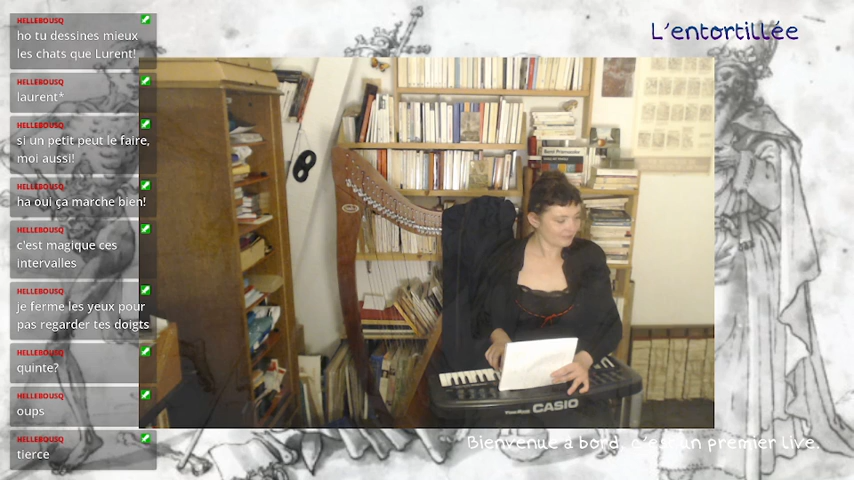 L'entortillée
HELLEBOUSQ
ho tu dessines mieux
les chats que Lurent!
HELLEBOUSQ
laurent*
HELLEBOUSQ
si un petit peut le faire,
moi aussi!
HELLEBOUSQ
ha oui ça marche bien!
HELLEBOUSQ
c'est magique ces
intervalles
HELLEBOUSQ
je ferme les yeux pour
pas regarder tes doigts
HELLEBOUSQ
quinte?
HELLEBOUSQ
oups
HELLEBOUSQ
tierce
CASIO
Bienvenue à bord, c'est un premier live.